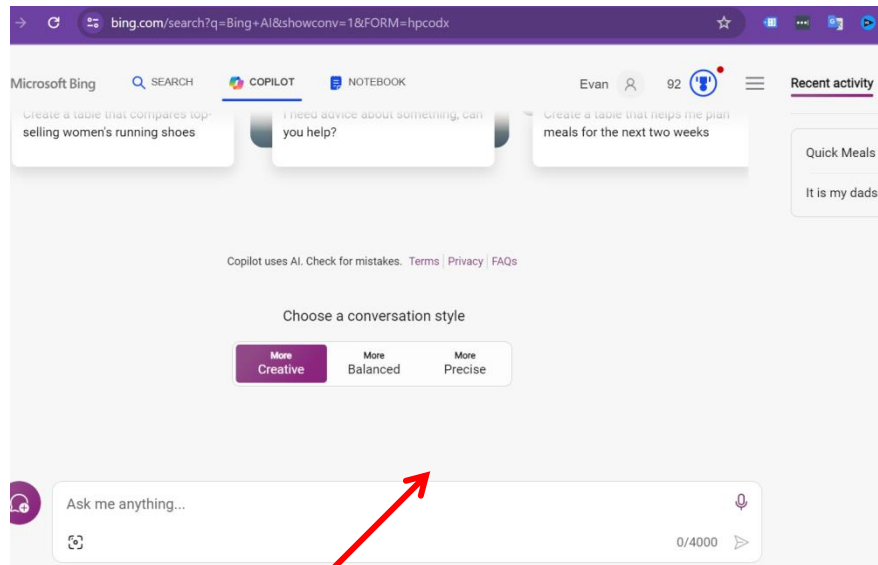 bing.com/search?q=Bing+AI&showconv=1&FORM=hpcodx
Microsoft Bing SEARCH COPILOT NOTEBOOK Evan 92 Recent activity
Create a table that compares top-
selling women's running shoes
I need advice about something, can
you help?
Create a table that helps me plan
meals for the next two weeks
Quick Meals
It is my dads
Copilot uses AI. Check for mistakes. Terms Privacy FAQs
Choose a conversation style
More Creative
More Balanced
More Precise
Ask me anything...
0/4000